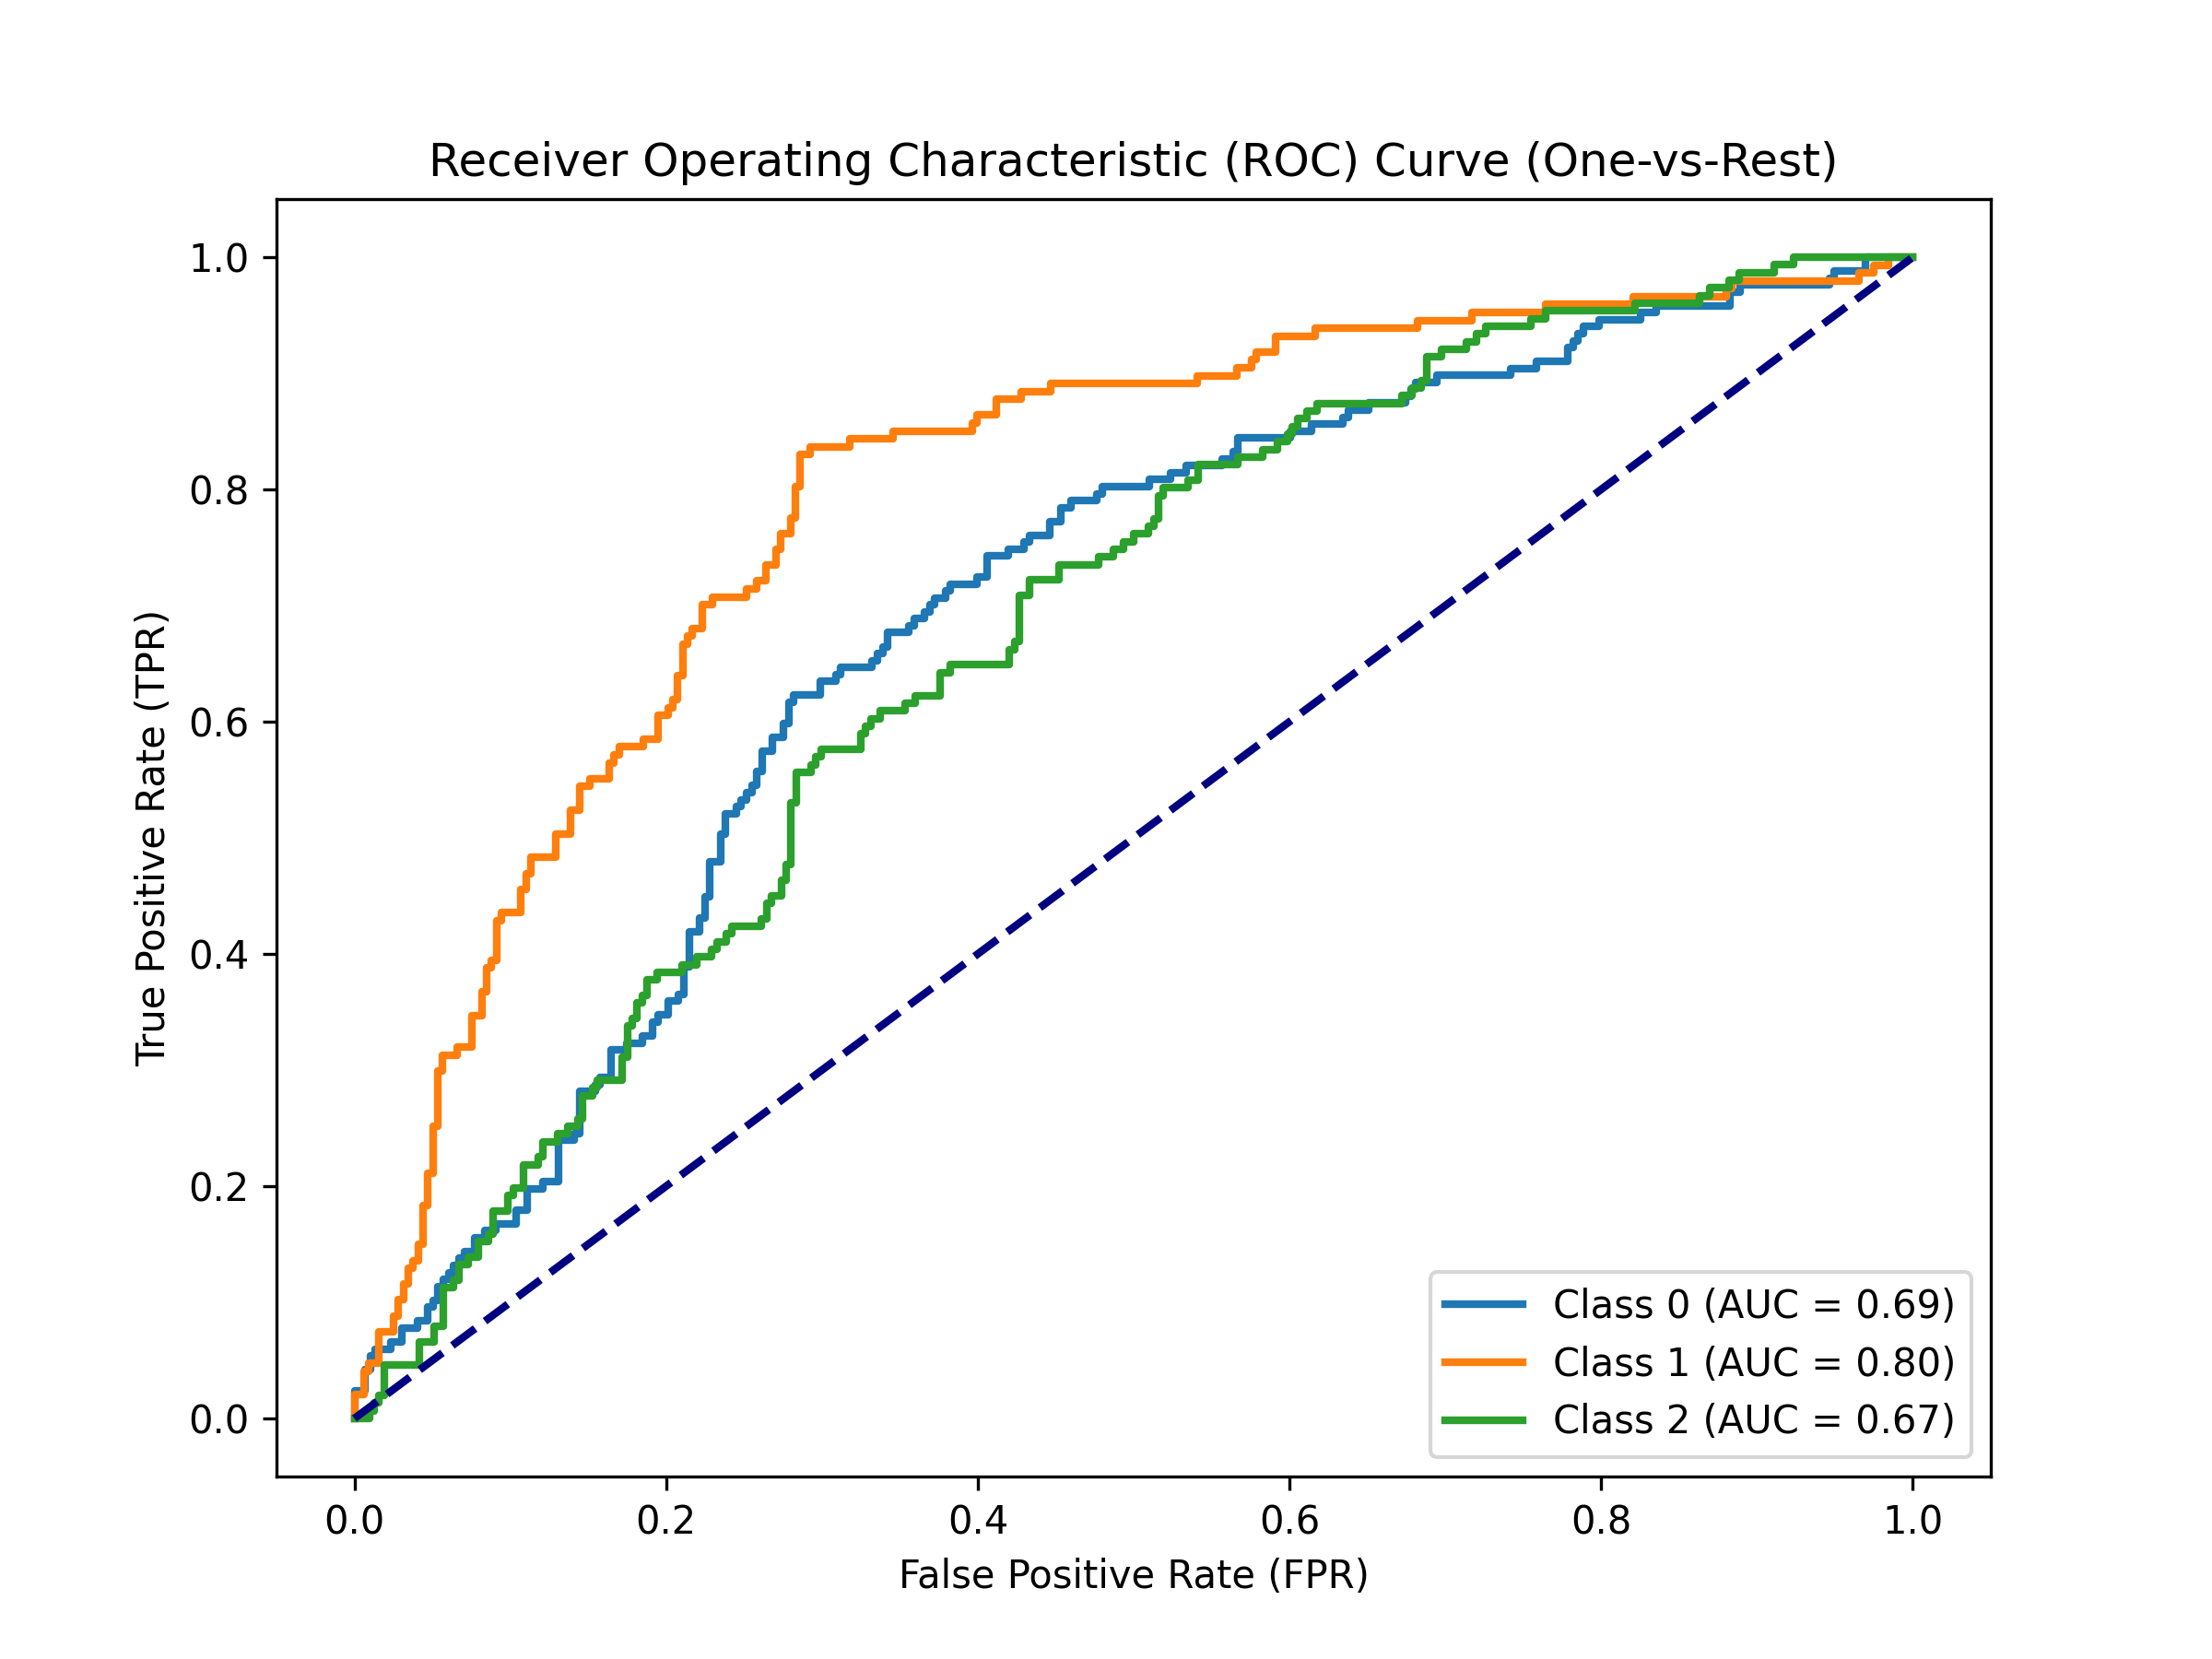 Receiver Operating Characteristic (ROC) Curve (One-vs-Rest)
1.0
0.8
0.6
0.4
0.2
0.0
True Positive Rate (TPR)
Class 0 (AUC = 0.69)
Class 1 (AUC = 0.80)
Class 2 (AUC = 0.67)
0.0 0.2 0.4 0.6 0.8 1.0
False Positive Rate (FPR)